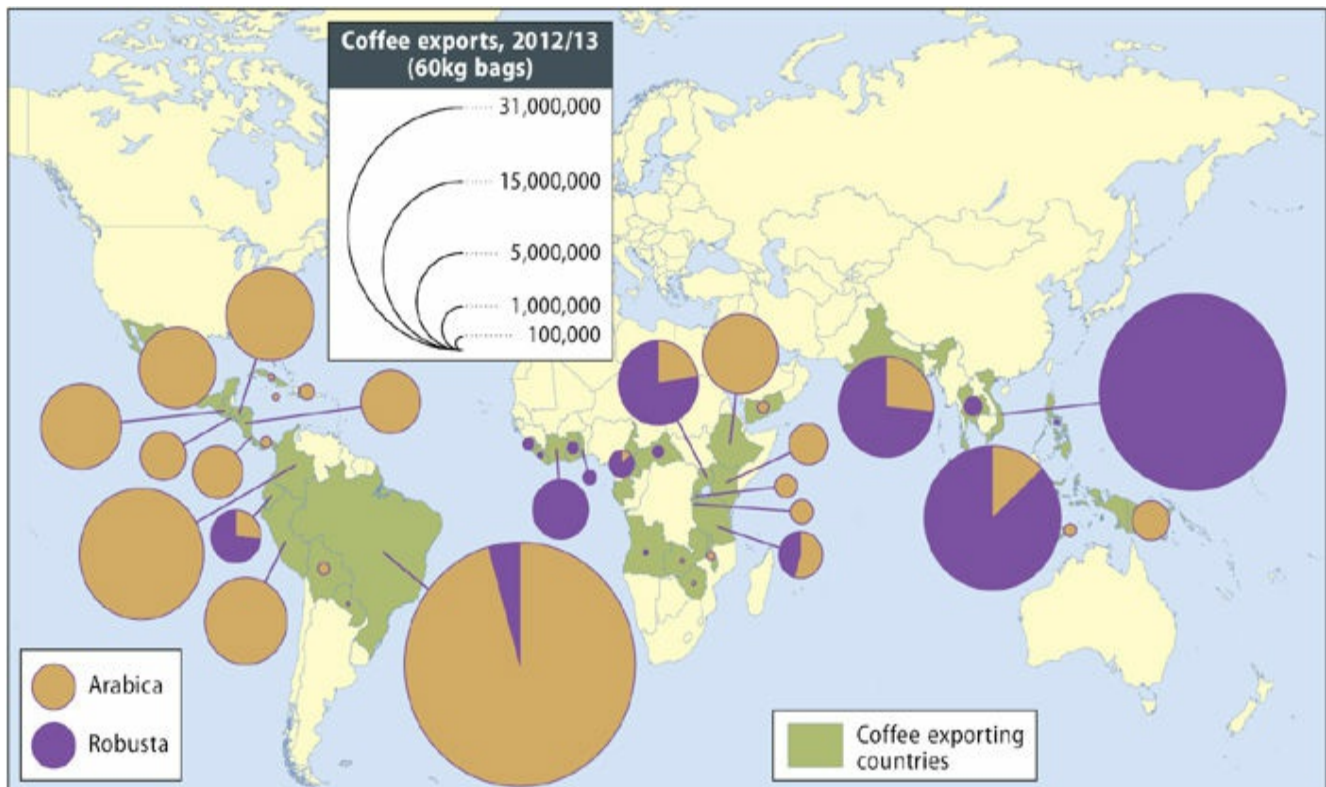 Coffee exports, 2012/13
(60kg bags)
31,000,000
15,000,000
5,000,000
1,000,000
100,000
Arabica
Robusta
Coffee exporting
countries